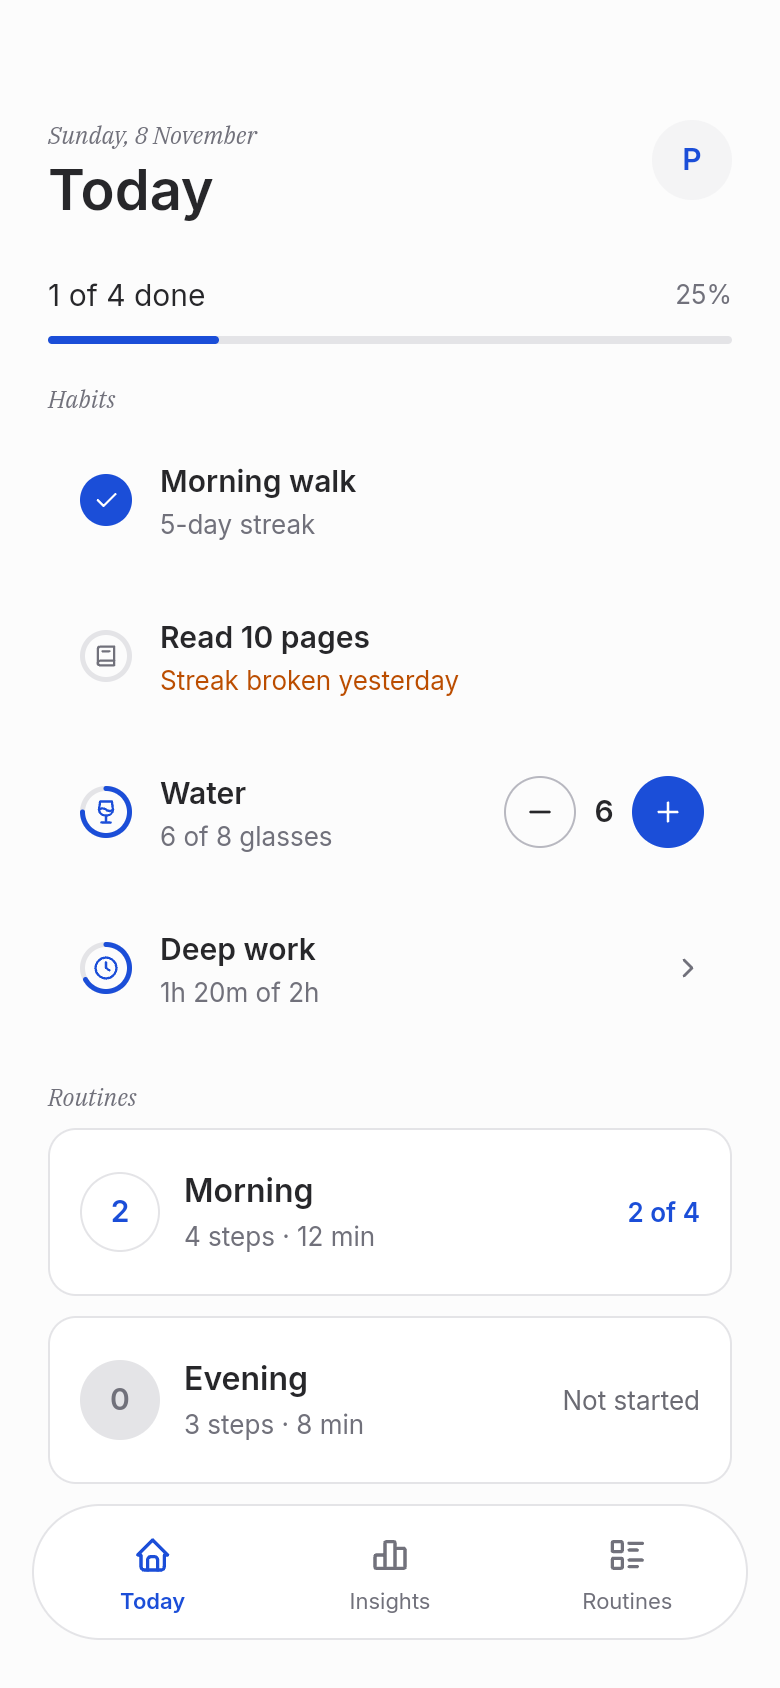 Sunday, 8 November
Today
P
1 of 4 done
25%
Habits
Morning walk
5-day streak
Read 10 pages
Streak broken yesterday
Water
6 of 8 glasses
6
Deep work
1h 20m of 2h
Routines
2
Morning
4 steps · 12 min
2 of 4
0
Evening
3 steps · 8 min
Not started
Today
Insights
Routines